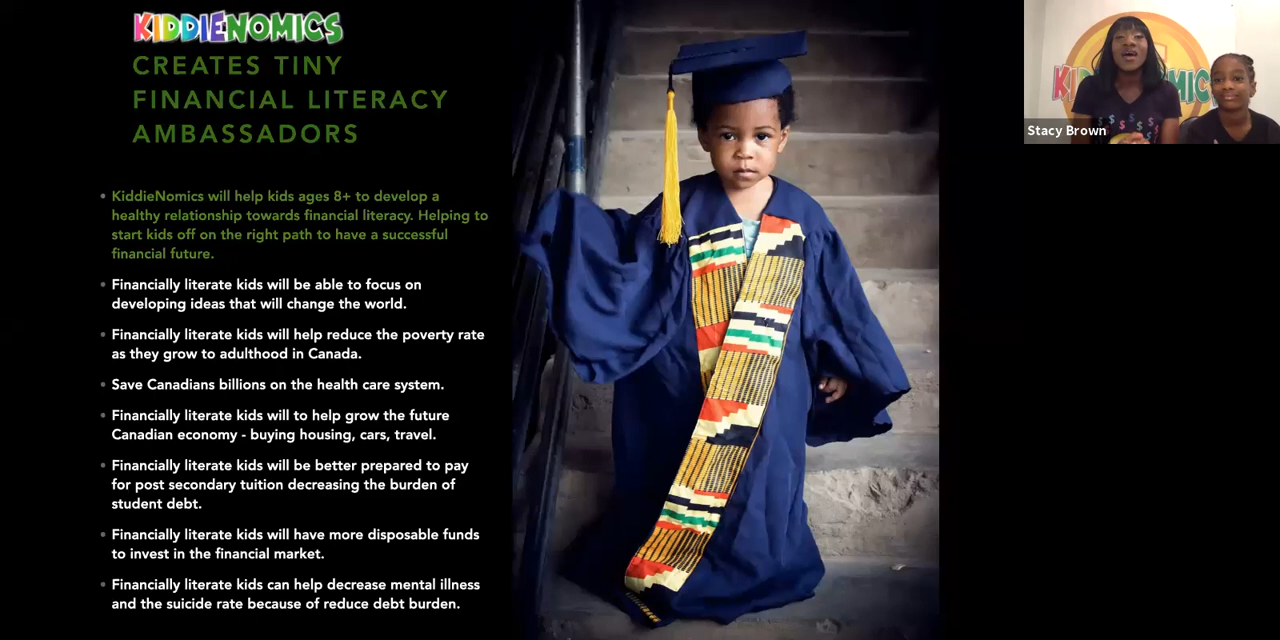 KIDDIENOMICS
CREATES TINY
FINANCIAL LITERACY
AMBASSADORS
• KiddieNomics will help kids ages 8+ to develop a
healthy relationship towards financial literacy. Helping to
start kids off on the right path to have a successful
financial future.
• Financially literate kids will be able to focus on
developing ideas that will change the world.
• Financially literate kids will help reduce the poverty rate
as they grow to adulthood in Canada.
• Save Canadians billions on the health care system.
• Financially literate kids will to help grow the future
Canadian economy - buying housing, cars, travel.
• Financially literate kids will be better prepared to pay
for post secondary tuition decreasing the burden of
student debt.
• Financially literate kids will have more disposable funds
to invest in the financial market.
• Financially literate kids can help decrease mental illness
and the suicide rate because of reduce debt burden.
Stacy Brown